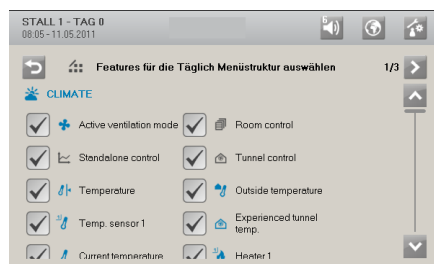 STALL 1 - TAG 0
08:05 - 11.05.2011
Features für die Täglich Menüstruktur auswählen 1/3
CLIMATE
Active ventilation mode Room control
Standalone control Tunnel control
Temperature Outside temperature
Temp. sensor 1 Experienced tunnel
temp.
Current temperature Heater 1